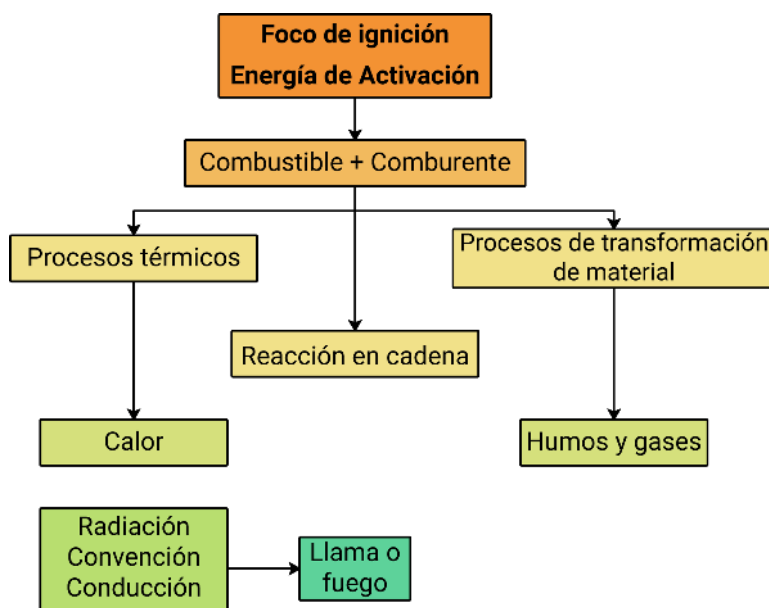 Foco de ignición
Energía de Activación
Combustible + Comburente
Procesos térmicos
Procesos de transformación
de material
Reacción en cadena
Calor
Humos y gases
Radiación
Convención
Conducción
Llama o
fuego